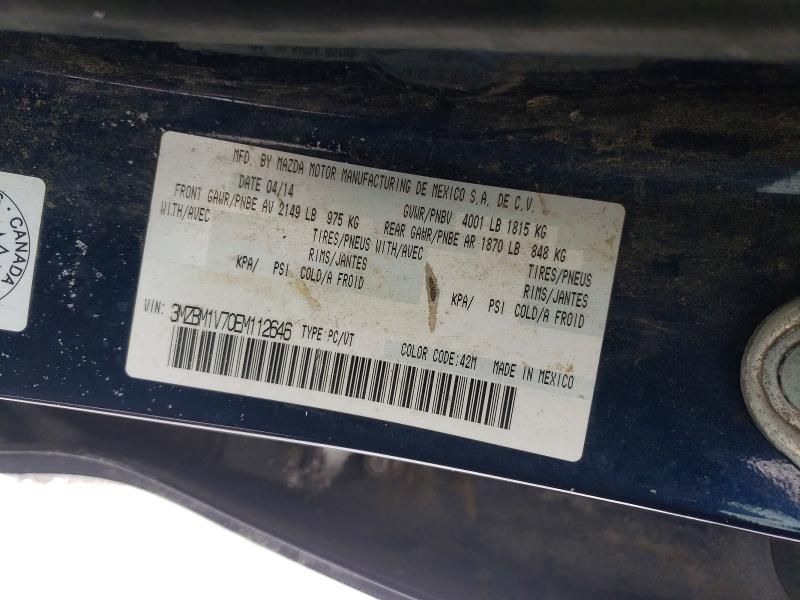 MFD. BY MAZDA MOTOR MANUFACTURING DE MEXICO S.A. DE C.V.
DATE 04/14 GVWR/PNBV 4001 LB 1815 KG
FRONT GAWR/PNBE AV 2149 LB 975 KG REAR GAWR/PNBE AR 1870 LB 848 KG
WITH/AVEC TIRES/PNEUS WITH/AVEC TIRES/PNEUS
RIMS/JANTES RIMS/JANTES
KPA/ PSI COLD/A FROID KPA/ PSI COLD/A FROID
VIN: 3MZBM1V70EM112646 TYPE:PC/VT COLOR CODE:42M MADE IN MEXICO
CANADA